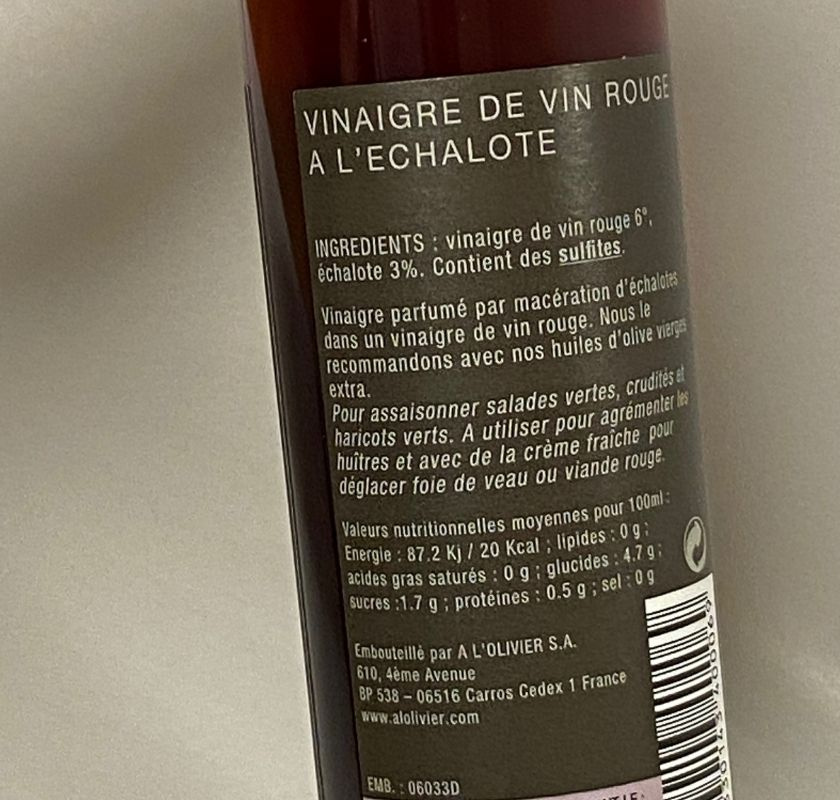 VINAIGRE DE VIN ROUGE
A L'ECHALOTE
INGREDIENTS : vinaigre de vin rouge 6°,
échalote 3%. Contient des sulfites.
Vinaigre parfumé par macération d'échalotes
dans un vinaigre de vin rouge. Nous le
recommandons avec nos huiles d'olive vierges
extra.
Pour assaisonner salades vertes, crudités et
haricots verts. A utiliser pour agrémenter les
huîtres et avec de la crème fraîche pour
déglacer foie de veau ou viande rouge.
Valeurs nutritionnelles moyennes pour 100ml :
Energie : 87.2 Kj / 20 Kcal ; lipides : 0 g ;
acides gras saturés : 0 g ; glucides : 4.7 g ;
sucres :1.7 g ; protéines : 0.5 g ; sel : 0 g
Embouteillé par A L'OLIVIER S.A.
610, 4ème Avenue
BP 538 – 06516 Carros Cedex 1 France
www.alolivier.com
EMB. : 06033D